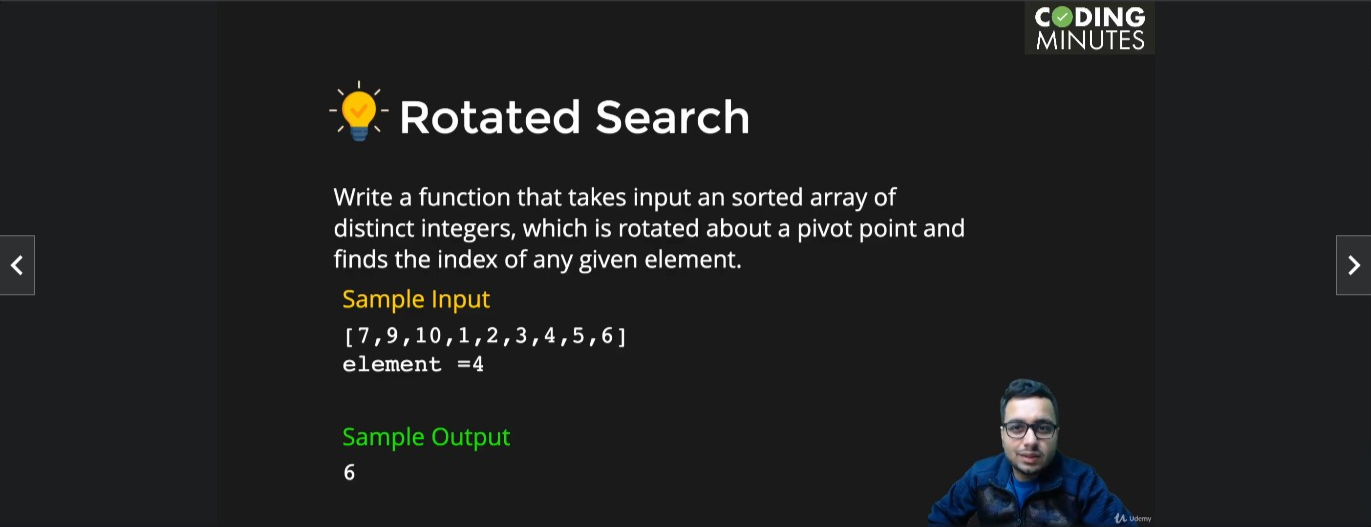 CODING
MINUTES
Rotated Search
Write a function that takes input an sorted array of
distinct integers, which is rotated about a pivot point and
finds the index of any given element.
Sample Input
[7,9,10,1,2,3,4,5,6]
element =4
Sample Output
6
Udemy